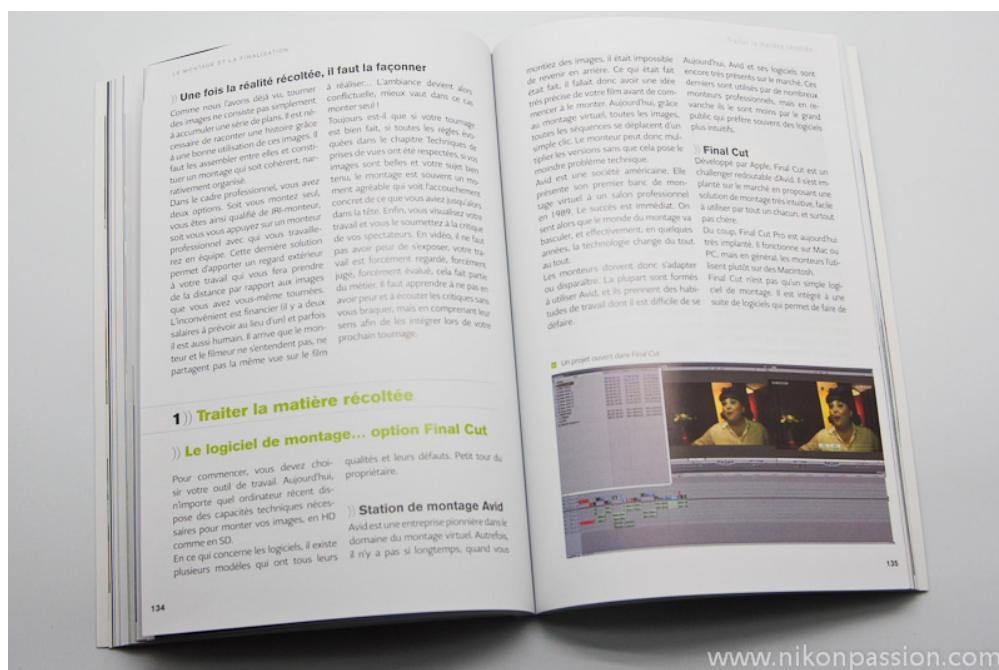 LE MONTAGE ET LA FINALISATION
)) Une fois la réalité récoltée, il faut la façonner
Comme nous l'avons déjà vu, tourner
des images ne consiste pas simplement
à accumuler une série de plans. Il est né-
cessaire de raconter une histoire grâce
à une bonne utilisation de ces images. Il
faut les assembler entre elles et consti-
tuer un montage qui soit cohérent, nar-
rativement organisé.
Dans le cadre professionnel, vous avez
deux options. Soit vous montez seul,
vous êtes ainsi qualifié de JRI-monteur,
soit vous vous appuyez sur un monteur
professionnel avec qui vous travaille-
rez en équipe. Cette dernière solution
permet d'apporter un regard extérieur
à votre travail qui vous fera prendre
de la distance par rapport aux images
que vous avez vous-même tournées.
L'inconvénient est financier (il y a deux
salaires à prévoir au lieu d'un) et parfois
il est aussi humain. Il arrive que le mon-
teur et le filmeur ne s'entendent pas, ne
partagent pas la même vue sur le film
à réaliser... L'ambiance devient alors
conflictuelle, mieux vaut dans ce cas
monter seul !
Toujours est-il que si votre tournage
est bien fait, si toutes les règles évo-
quées dans le chapitre Techniques de
prises de vues ont été respectées, si vos
images sont belles et votre sujet bien
tenu, le montage est souvent un mo-
ment agréable qui voit l'accouchement
concret de ce que vous aviez jusqu'alors
dans la tête. Enfin, vous visualisez votre
travail et vous le soumettez à la critique
de vos spectateurs. En vidéo, il ne faut
pas avoir peur de s'exposer, votre tra-
vail est forcément regardé, forcément
jugé, forcément évalué, cela fait partie
du métier. Il faut apprendre à ne pas en
avoir peur et à écouter les critiques sans
vous braquer, mais en comprenant leur
sens afin de les intégrer lors de votre
prochain tournage.
1 )) Traiter la matière récoltée
)) Le logiciel de montage... option Final Cut
Pour commencer, vous devez choi-
sir votre outil de travail. Aujourd'hui,
n'importe quel ordinateur récent dis-
pose des capacités techniques néces-
saires pour monter vos images, en HD
comme en SD.
En ce qui concerne les logiciels, il existe
plusieurs modèles qui ont tous leurs
qualités et leurs défauts. Petit tour du
propriétaire.
)) Station de montage Avid
Avid est une entreprise pionnière dans le
domaine du montage virtuel. Autrefois,
il n'y a pas si longtemps, quand vous
134
Traiter la matière récoltée
montiez des images, il était impossible
de revenir en arrière. Ce qui était fait
était fait, il fallait donc avoir une idée
très précise de votre film avant de com-
mencer à le monter. Aujourd'hui, grâce
au montage virtuel, toutes les images,
toutes les séquences se déplacent d'un
simple clic. Le monteur peut donc mul-
tiplier les versions sans que cela pose le
moindre problème technique.
Avid est une société américaine. Elle
présente son premier banc de mon-
tage virtuel à un salon professionnel
en 1989. Le succès est immédiat. On
sent alors que le monde du montage va
basculer, et effectivement, en quelques
années, la technologie change du tout
au tout.
Les monteurs doivent donc s'adapter
ou disparaître. La plupart sont formés
à utiliser Avid, et ils prennent des habi-
tudes de travail dont il est difficile de se
défaire.
Aujourd'hui, Avid et ses logiciels sont
encore très présents sur le marché. Ces
derniers sont utilisés par de nombreux
monteurs professionnels, mais en re-
vanche ils le sont moins par le grand
public qui préfère souvent des logiciels
plus intuitifs.
)) Final Cut
Développé par Apple, Final Cut est un
challenger redoutable d'Avid. Il s'est im-
planté sur le marché en proposant une
solution de montage très intuitive, facile
à utiliser par tout un chacun, et surtout
pas chère.
Du coup, Final Cut Pro est aujourd'hui
très implanté. Il fonctionne sur Mac ou
PC, mais en général, les monteurs l'uti-
lisent plutôt sur des Macintosh.
Final Cut n'est pas qu'un simple logi-
ciel de montage. Il est intégré à une
suite de logiciels qui permet de faire de
Un projet ouvert dans Final Cut
135
www.nikonpassion.com